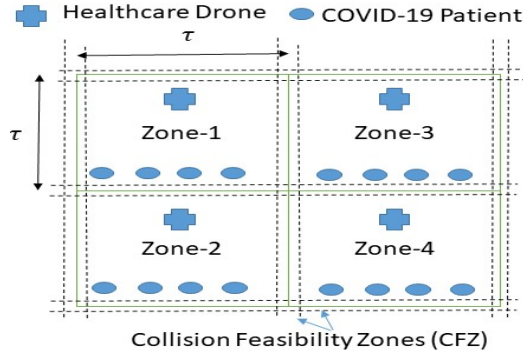 Healthcare Drone COVID-19 Patient
τ
τ
Zone-1 Zone-3
Zone-2 Zone-4
Collision Feasibility Zones (CFZ)